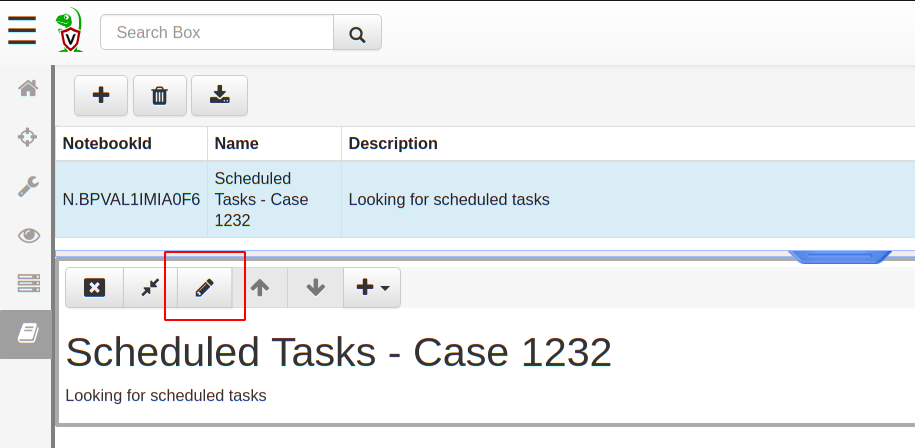 V
Search Box
NotebookId Name Description
N.BPVAL1IMIA0F6 Scheduled Tasks - Case 1232 Looking for scheduled tasks
Scheduled Tasks - Case 1232
Looking for scheduled tasks